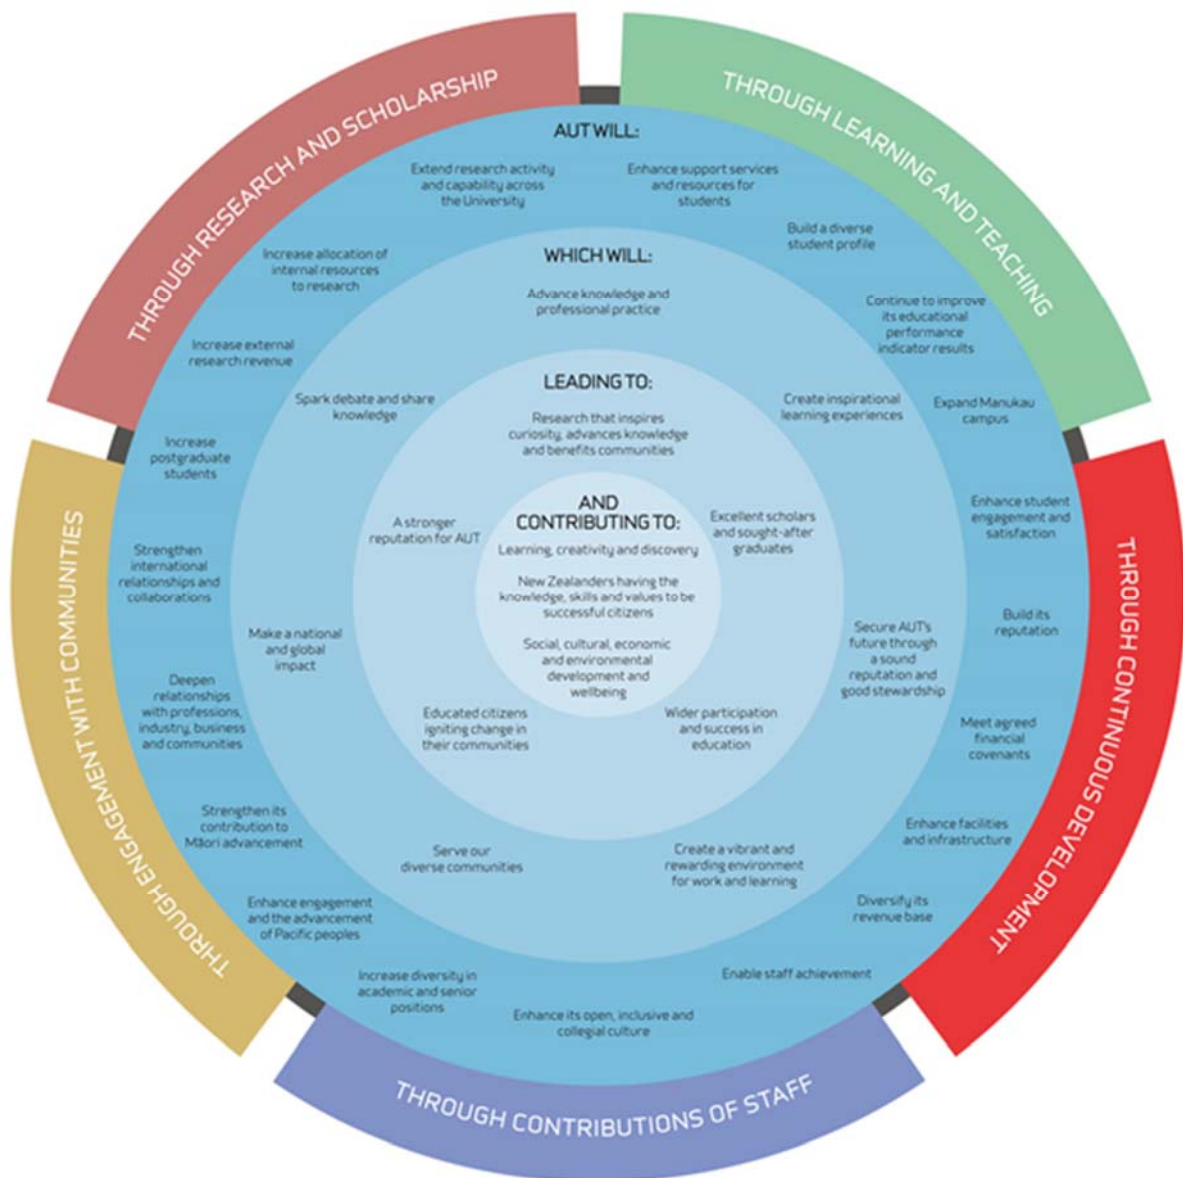 THROUGH RESEARCH AND SCHOLARSHIP
THROUGH LEARNING AND TEACHING
THROUGH CONTINUOUS DEVELOPMENT
THROUGH CONTRIBUTIONS OF STAFF
THROUGH ENGAGEMENT WITH COMMUNITIES
AUT WILL:
Extend research activity
and capability across
the University
Enhance support services
and resources for
students
Build a diverse
student profile
Continue to improve
its educational
performance
indicator results
Expand Manukau
campus
Enhance student
engagement and
satisfaction
Build its
reputation
Meet agreed
financial
covenants
Enhance facilities
and infrastructure
Diversify its
revenue base
Enable staff achievement
Enhance its open, inclusive and
collegial culture
Increase diversity in
academic and senior
positions
Enhance engagement
and the advancement
of Pacific peoples
Strengthen its
contribution to
Māori advancement
Deepen
relationships
with professions,
industry, business
and communities
Strengthen
international
relationships and
collaborations
Increase
postgraduate
students
Increase external
research revenue
Increase allocation of
internal resources
to research
WHICH WILL:
Advance knowledge and
professional practice
Create inspirational
learning experiences
Secure AUT's
future through
a sound
reputation and
good stewardship
Create a vibrant and
rewarding environment
for work and learning
Serve our
diverse communities
Make a national
and global
impact
Spark debate and share
knowledge
LEADING TO:
Research that inspires
curiosity, advances knowledge
and benefits communities
Excellent scholars
and sought-after
graduates
Wider participation
and success in
education
Educated citizens
igniting change in
their communities
A stronger
reputation for AUT
AND
CONTRIBUTING TO:
Learning, creativity and discovery
New Zealanders having the
knowledge, skills and values to be
successful citizens
Social, cultural, economic
and environmental
development and
wellbeing